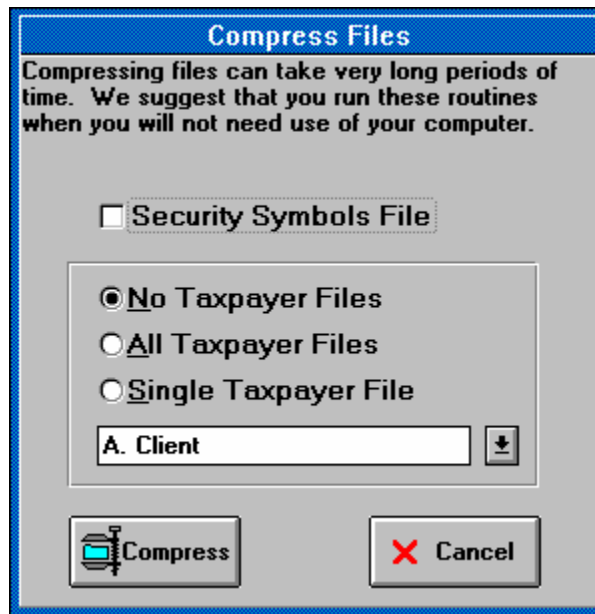 Compress Files
Compressing files can take very long periods of
time.  We suggest that you run these routines
when you will not need use of your computer.
Security Symbols File
No Taxpayer Files
All Taxpayer Files
Single Taxpayer File
A. Client
Compress
Cancel